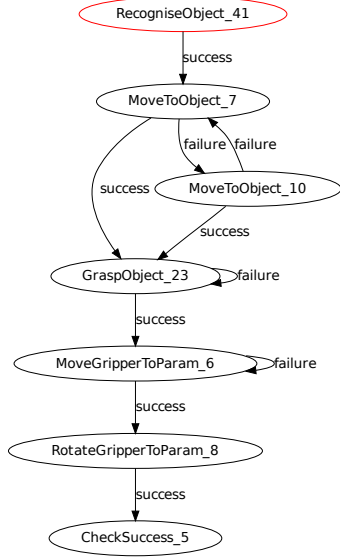 RecogniseObject_41
success
MoveToObject_7
failure
failure
success
MoveToObject_10
success
GraspObject_23
failure
success
MoveGripperToParam_6
failure
success
RotateGripperToParam_8
success
CheckSuccess_5